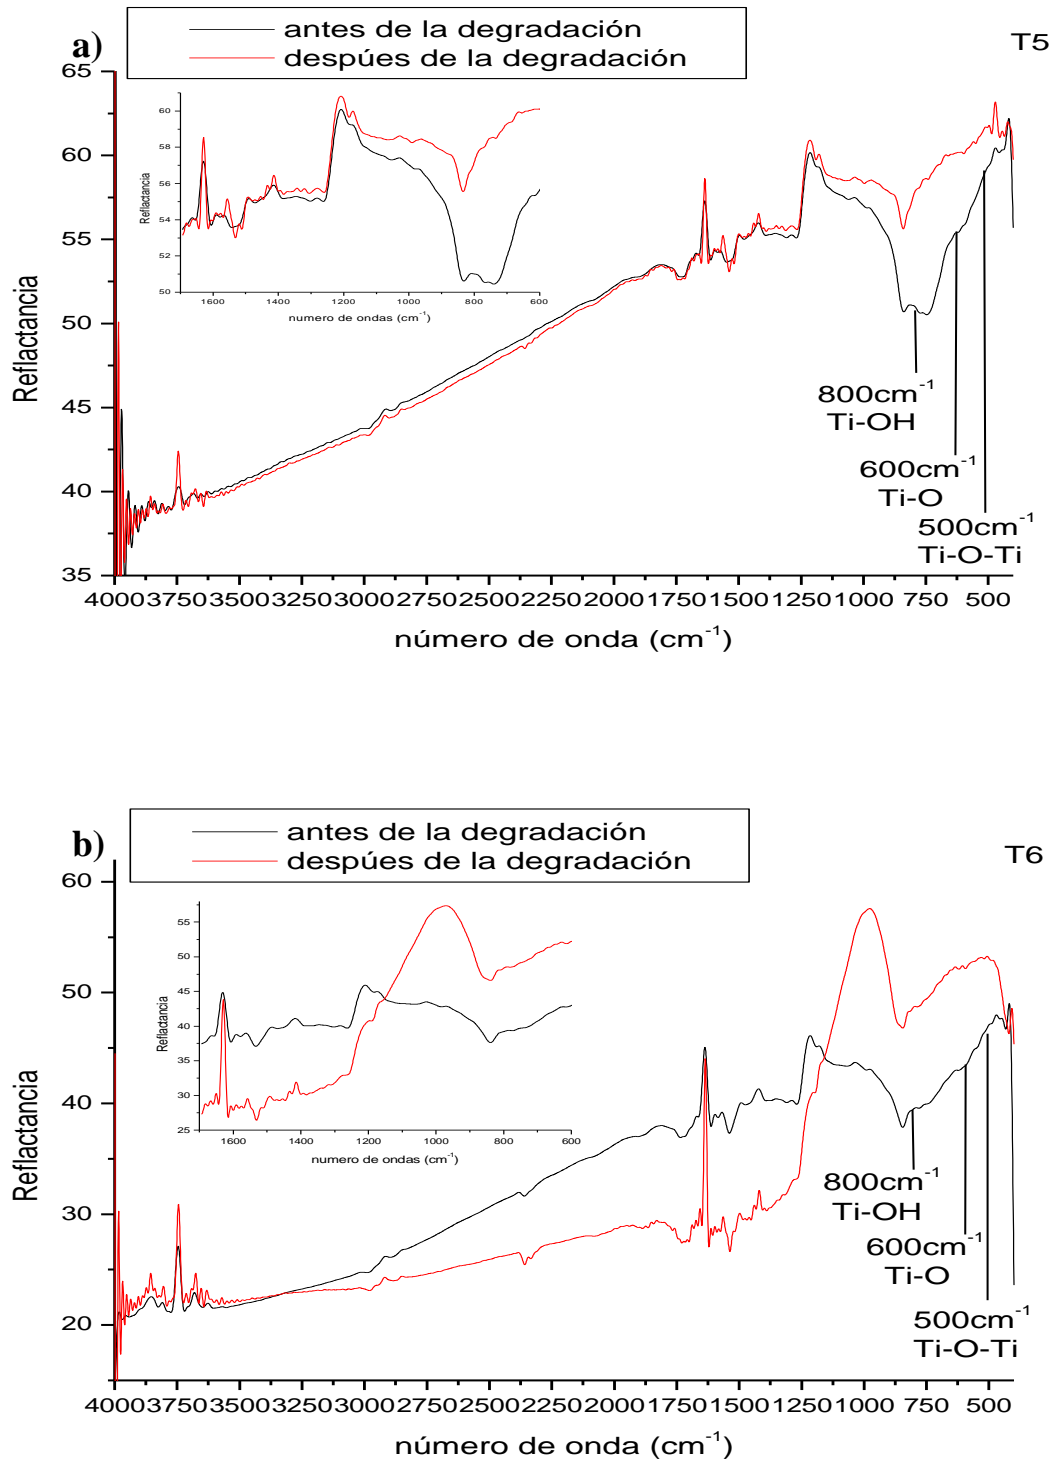 a)
antes de la degradación
despúes de la degradación
T5
65
60
55
50
45
40
35
Reflactancia
4000 3750 3500 3250 3000 2750 2500 2250 2000 1750 1500 1250 1000 750 500
número de onda (cm⁻¹)
60
58
56
54
52
50
Reflactancia
1600 1400 1200 1000 800 600
numero de ondas (cm⁻¹)
800cm⁻¹
Ti-OH
600cm⁻¹
Ti-O
500cm⁻¹
Ti-O-Ti
b)
antes de la degradación
despúes de la degradación
T6
60
50
40
30
20
Reflactancia
4000 3750 3500 3250 3000 2750 2500 2250 2000 1750 1500 1250 1000 750 500
número de onda (cm⁻¹)
55
50
45
40
35
30
25
Reflactancia
1600 1400 1200 1000 800 600
numero de ondas (cm⁻¹)
800cm⁻¹
Ti-OH
600cm⁻¹
Ti-O
500cm⁻¹
Ti-O-Ti